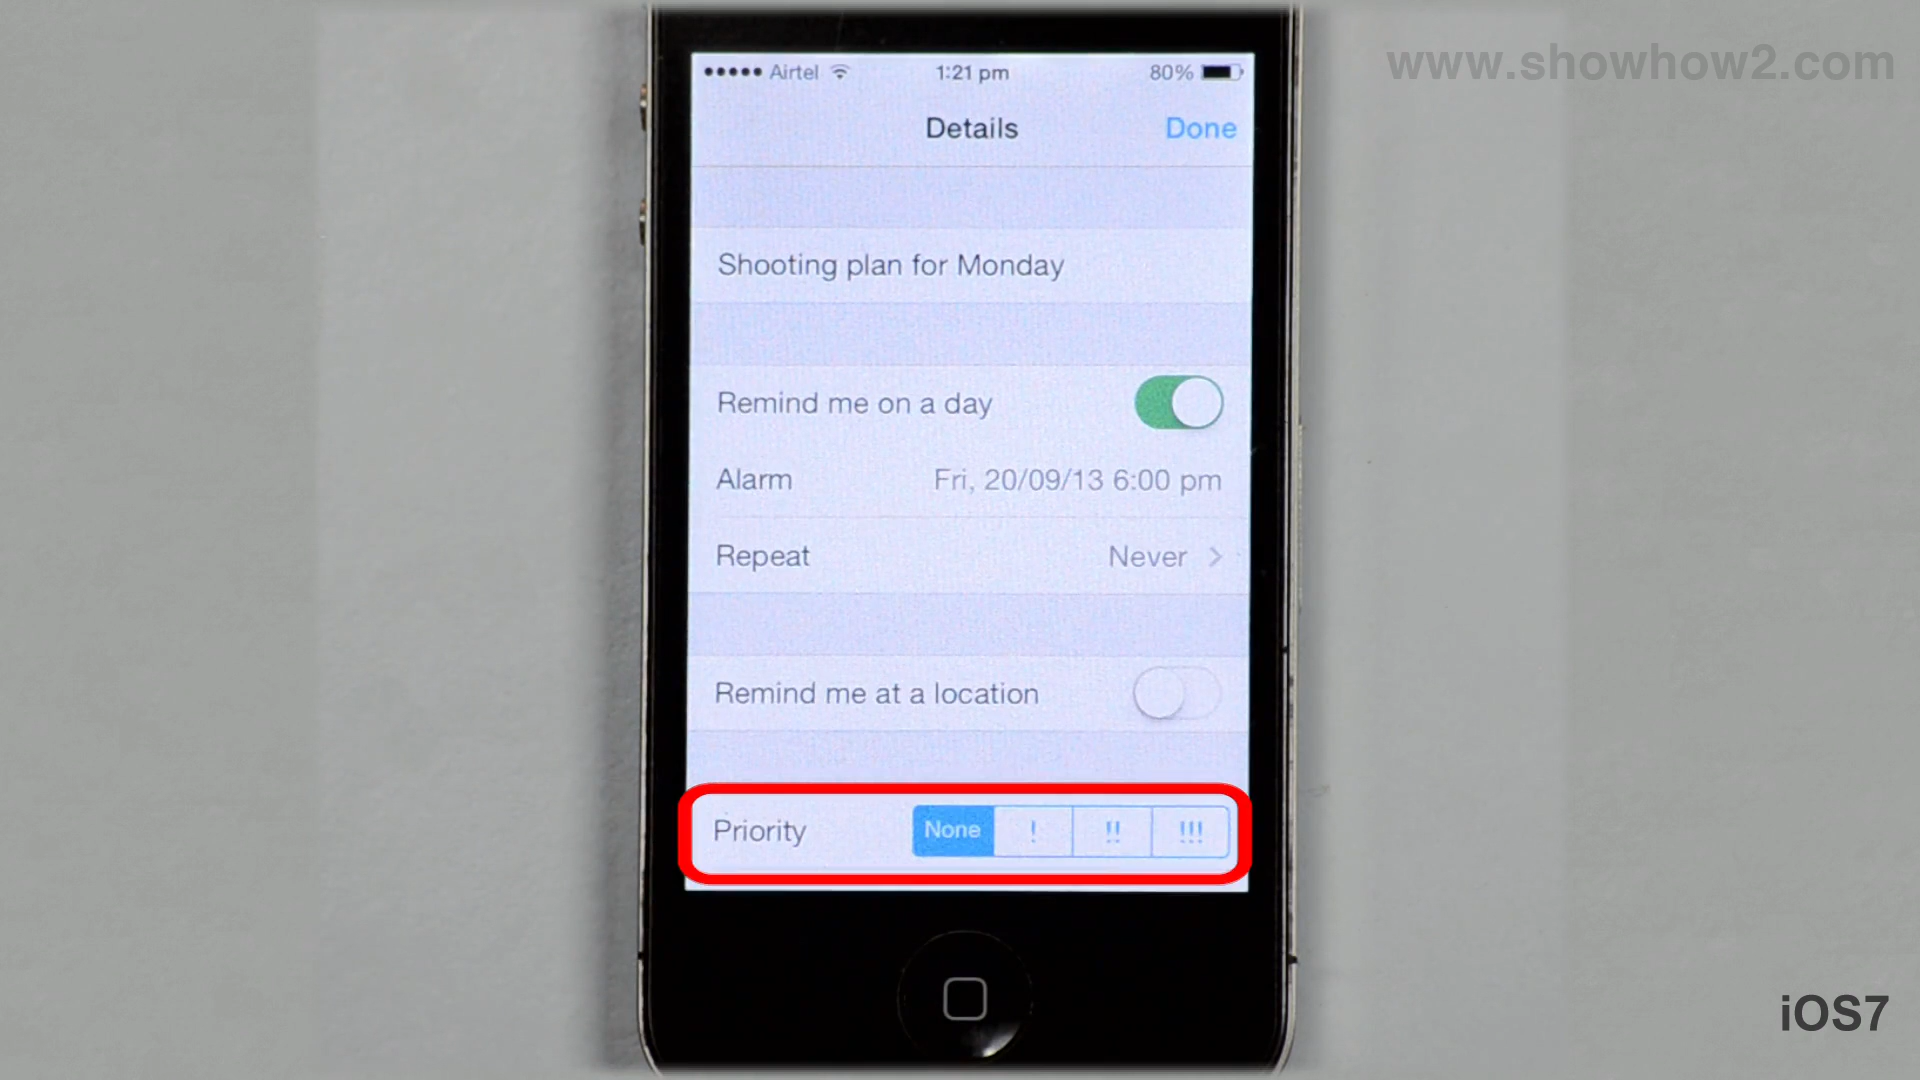 www.showhow2.com
Airtel 1:21 pm 80%
Details Done
Shooting plan for Monday
Remind me on a day
Alarm Fri, 20/09/13 6:00 pm
Repeat Never >
Remind me at a location
Priority None ! !! !!!
iOS7